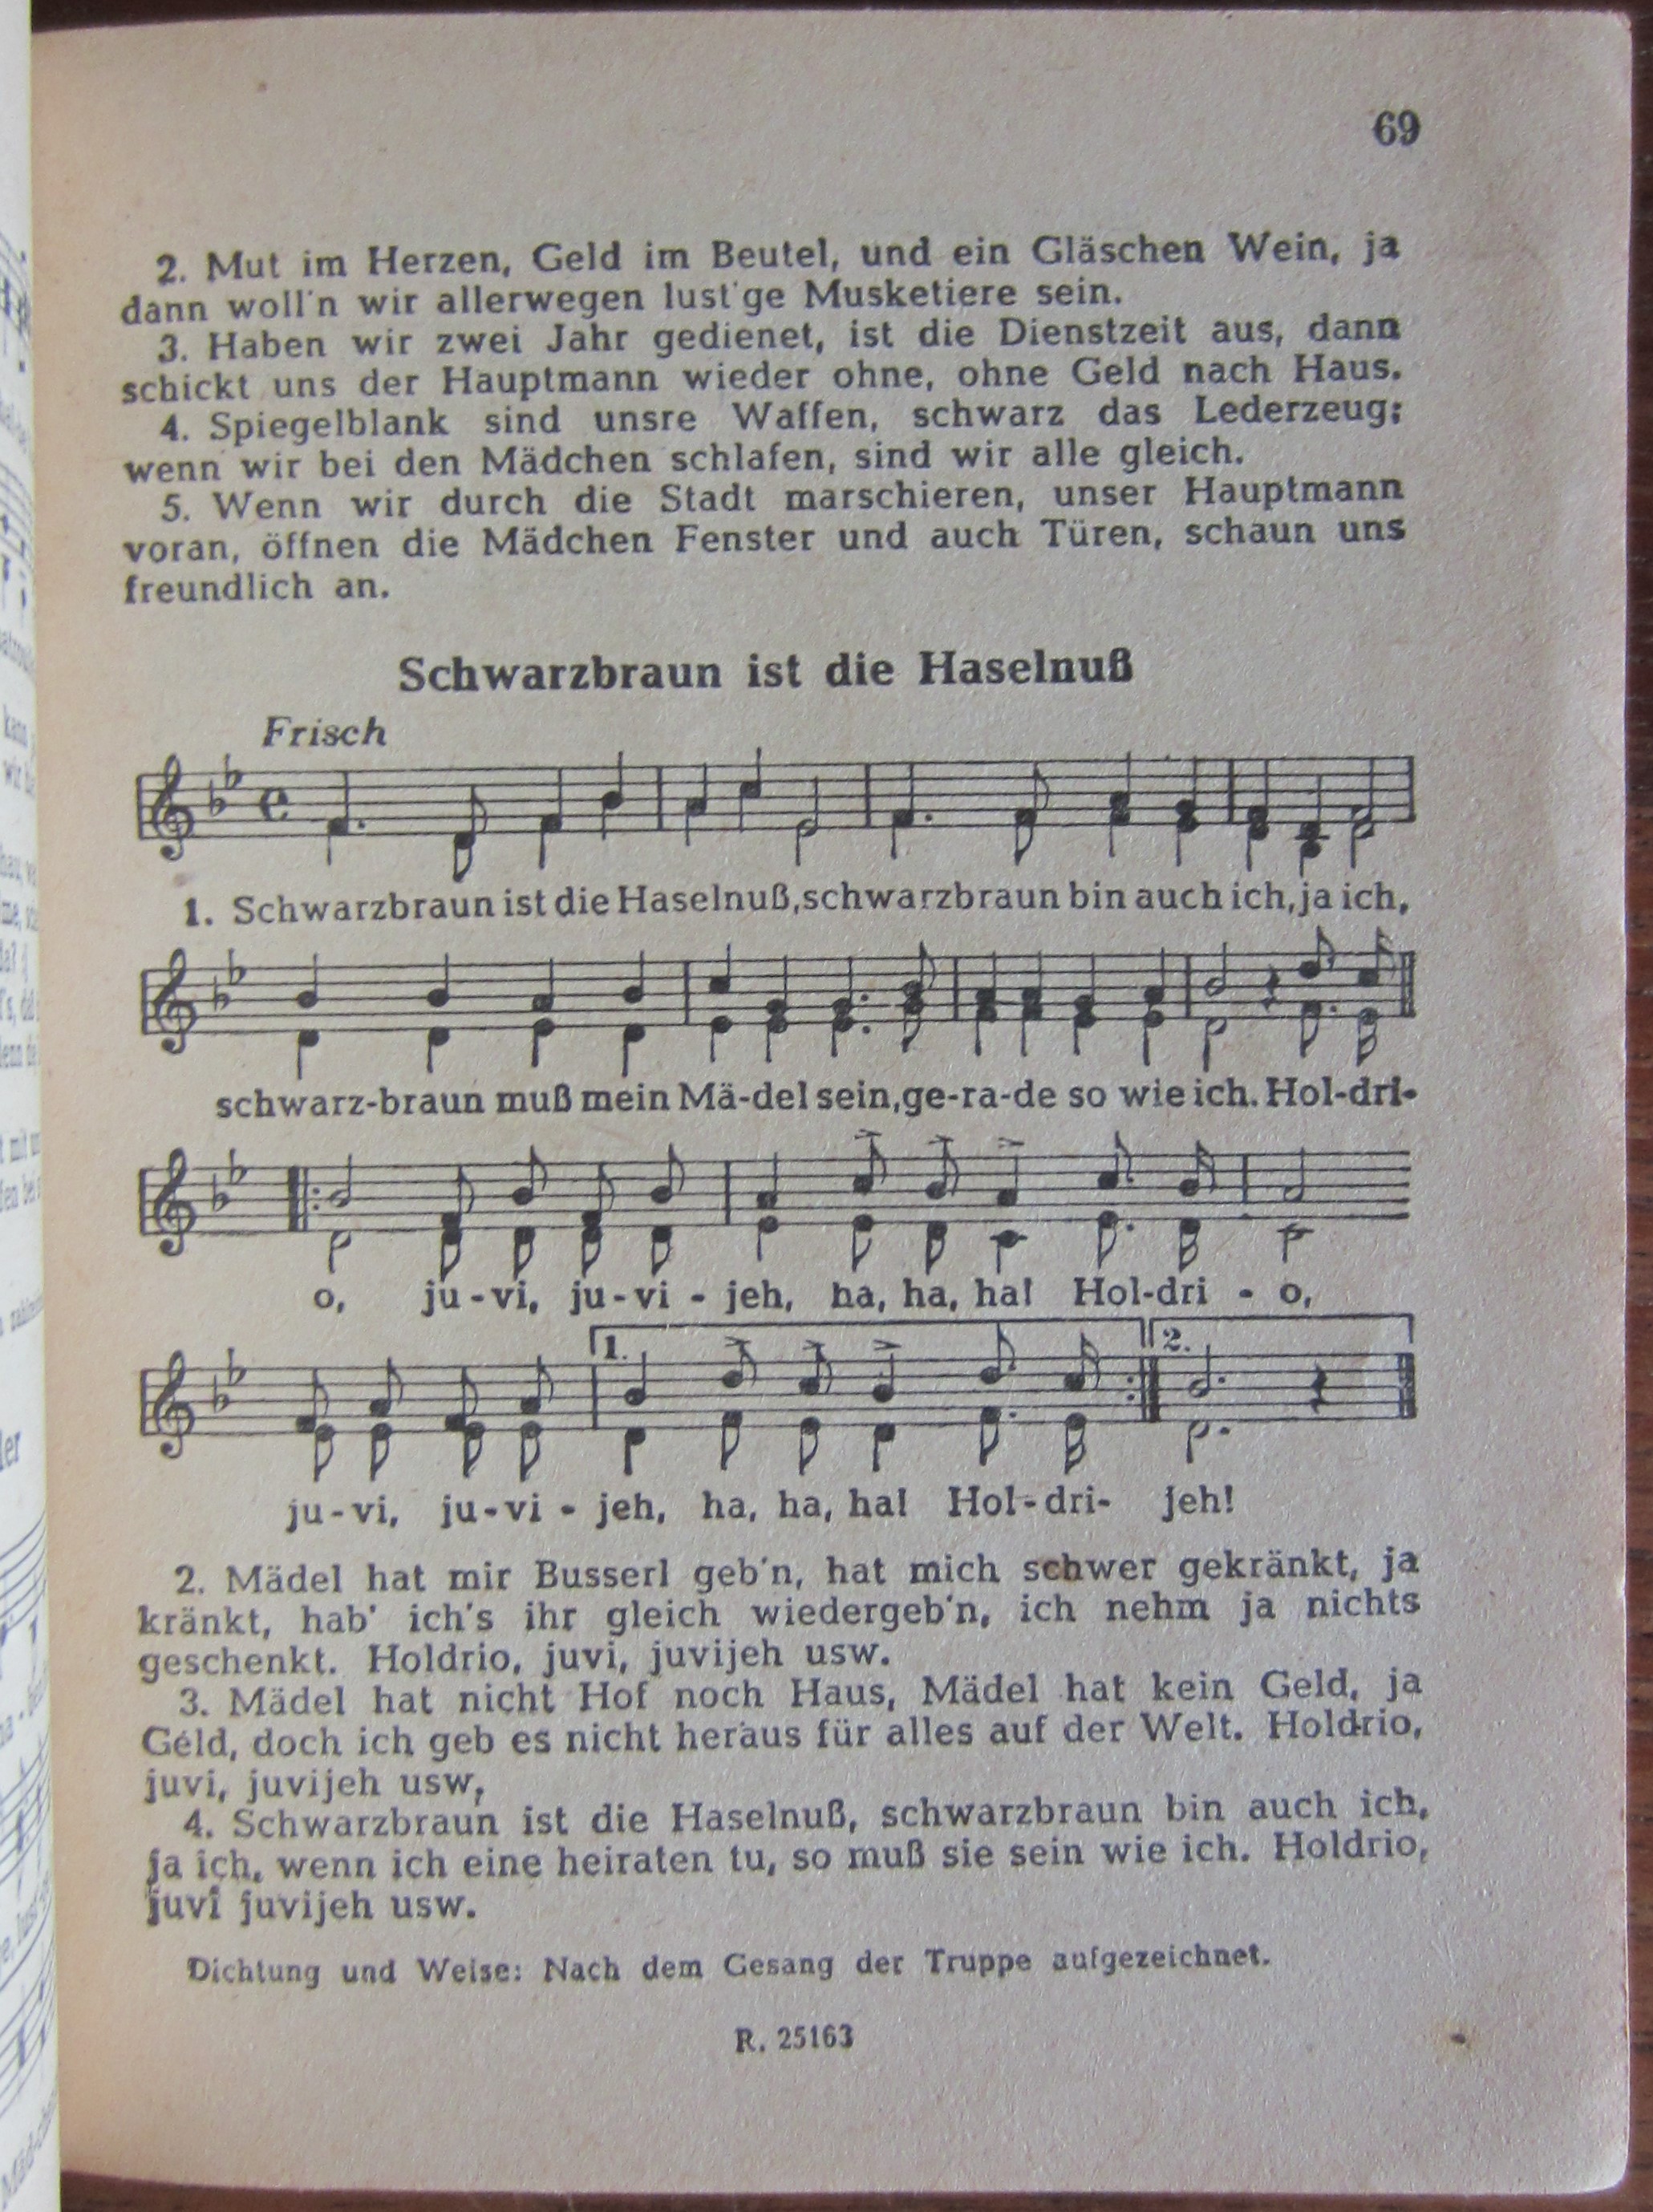 69
2. Mut im Herzen, Geld im Beutel, und ein Gläschen Wein, ja
dann woll'n wir allerwegen lust'ge Musketiere sein.
3. Haben wir zwei Jahr gedienet, ist die Dienstzeit aus, dann
schickt uns der Hauptmann wieder ohne, ohne Geld nach Haus.
4. Spiegelblank sind unsre Waffen, schwarz das Lederzeug;
wenn wir bei den Mädchen schlafen, sind wir alle gleich.
5. Wenn wir durch die Stadt marschieren, unser Hauptmann
voran, öffnen die Mädchen Fenster und auch Türen, schaun uns
freundlich an.
Schwarzbraun ist die Haselnuß
Frisch
1. Schwarzbraun ist die Haselnuß, schwarzbraun bin auch ich, ja ich,
schwarz-braun muß mein Mä-del sein, ge-ra-de so wie ich. Hol-dri-
o, ju-vi, ju-vi - jeh, ha, ha, ha! Hol-dri - o,
1. 2.
ju-vi, ju-vi - jeh, ha, ha, ha! Hol-dri- jeh!
2. Mädel hat mir Busserl geb'n, hat mich schwer gekränkt, ja
kränkt, hab' ich's ihr gleich wiedergeb'n, ich nehm ja nichts
geschenkt. Holdrio, juvi, juvijeh usw.
3. Mädel hat nicht Hof noch Haus, Mädel hat kein Geld, ja
Geld, doch ich geb es nicht heraus für alles auf der Welt. Holdrio,
juvi, juvijeh usw,
4. Schwarzbraun ist die Haselnuß, schwarzbraun bin auch ich,
ja ich, wenn ich eine heiraten tu, so muß sie sein wie ich. Holdrio,
juvi juvijeh usw.
Dichtung und Weise: Nach dem Gesang der Truppe aufgezeichnet.
R. 25163